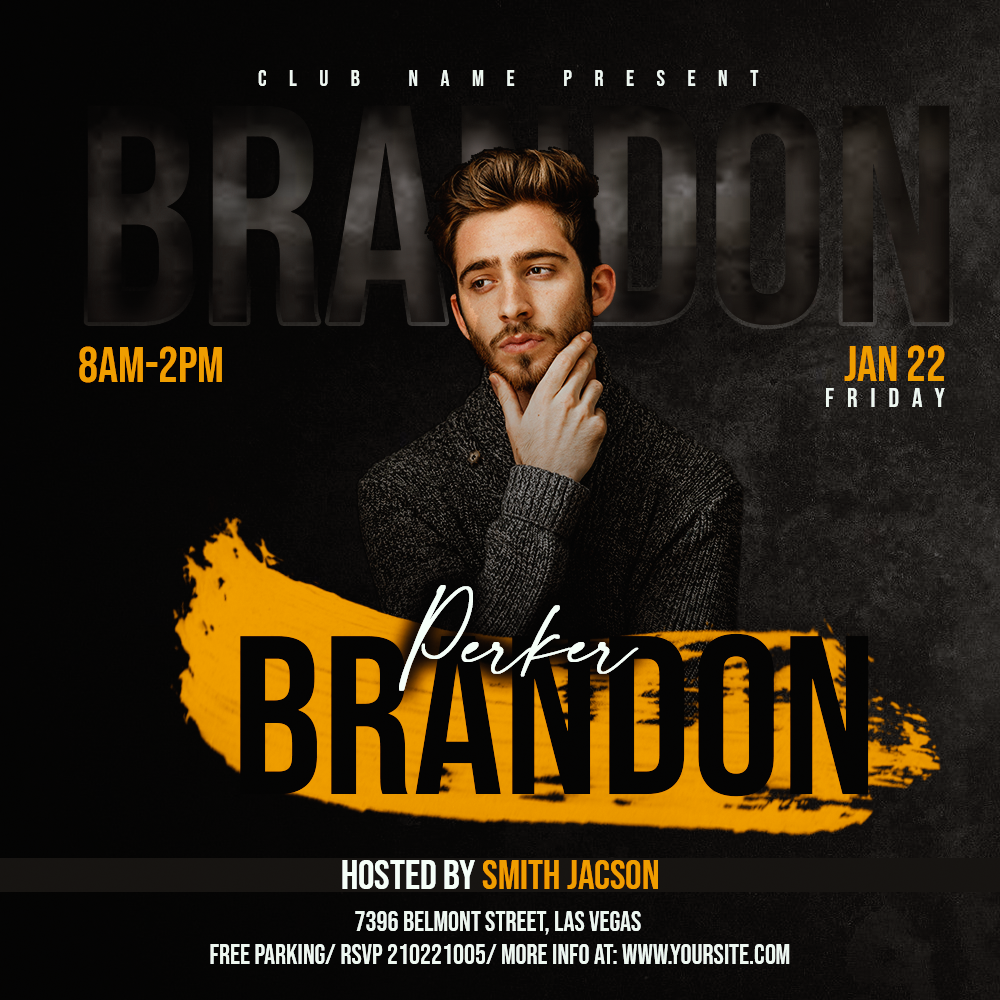 CLUB NAME PRESENT
BRANDON
8AM-2PM
JAN 22
FRIDAY
Perker
BRANDON
HOSTED BY SMITH JACSON
7396 BELMONT STREET, LAS VEGAS
FREE PARKING/ RSVP 210221005/ MORE INFO AT: WWW.YOURSITE.COM